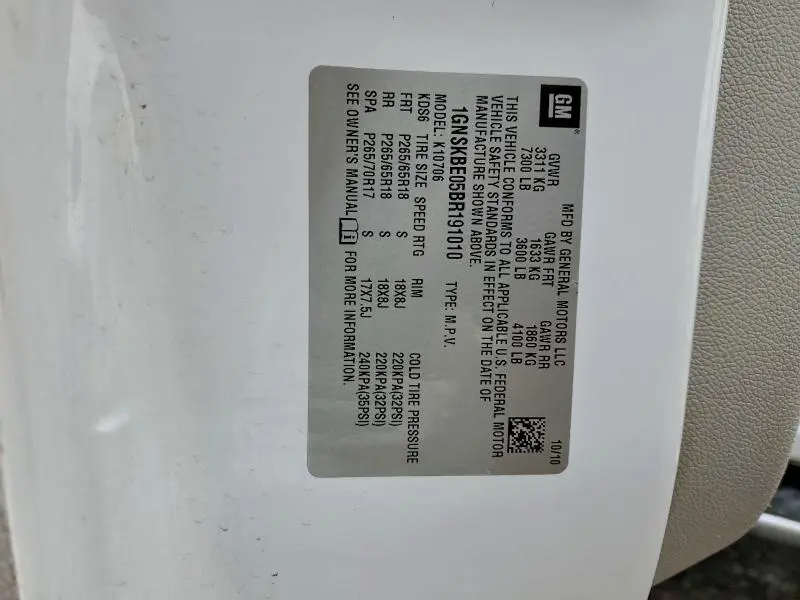 GM
MFD BY GENERAL MOTORS LLC 10/10
GVWR GAWR FRT GAWR RR
3311 KG 1633 KG 1860 KG
7300 LB 3600 LB 4100 LB
THIS VEHICLE CONFORMS TO ALL APPLICABLE U.S. FEDERAL MOTOR
VEHICLE SAFETY STANDARDS IN EFFECT ON THE DATE OF
MANUFACTURE SHOWN ABOVE.
1GNSKBE05BR191010 TYPE: M.P.V.
MODEL: K10706
KDS6 TIRE SIZE SPEED RTG RIM COLD TIRE PRESSURE
FRT P265/65R18 S 18X8J 220KPA(32PSI)
RR P265/65R18 S 18X8J 220KPA(32PSI)
SPA P265/70R17 S 17X7.5J 240KPA(35PSI)
SEE OWNER'S MANUAL FOR MORE INFORMATION.